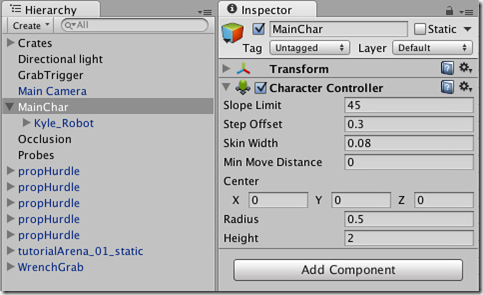 Hierarchy
Create
All
Crates
Directional light
GrabTrigger
Main Camera
MainChar
Kyle_Robot
Occlusion
Probes
propHurdle
propHurdle
propHurdle
propHurdle
propHurdle
tutorialArena_01_static
WrenchGrab
Inspector
MainChar Static
Tag Untagged Layer Default
Transform
Character Controller
Slope Limit 45
Step Offset 0.3
Skin Width 0.08
Min Move Distance 0
Center
X 0 Y 0 Z 0
Radius 0.5
Height 2
Add Component